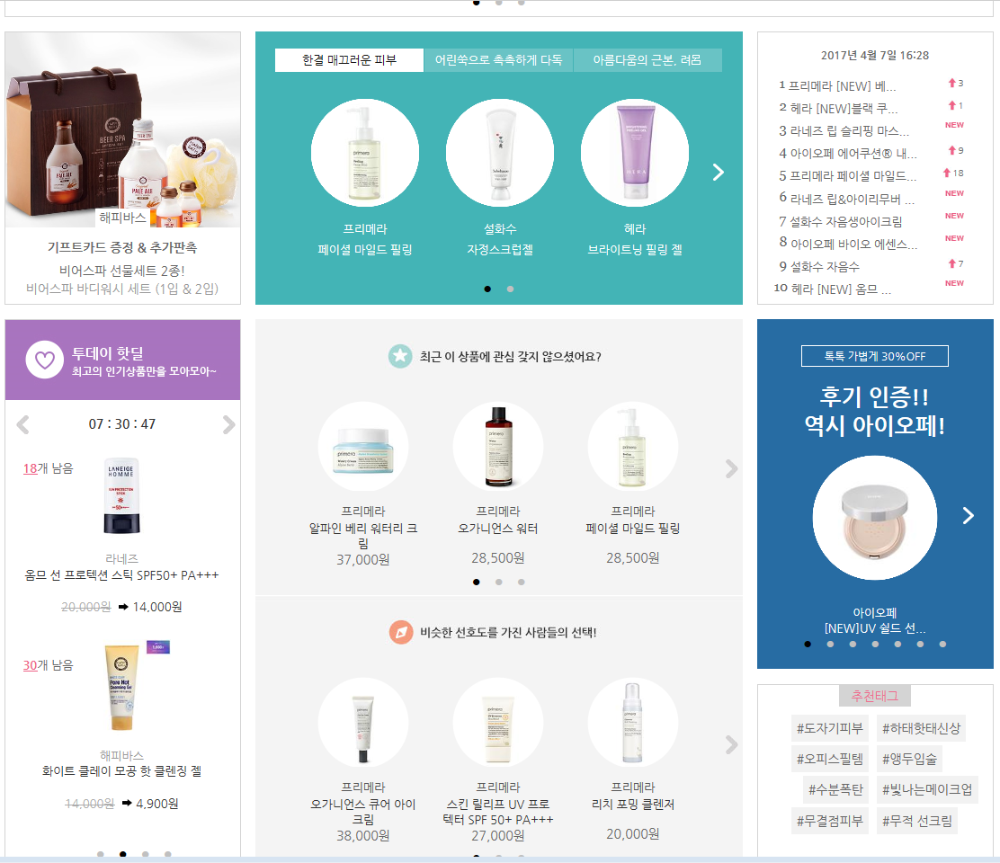 BEER SPA
PALE ALE
PALE ALE
해피바스
기프트카드 증정 & 추가판촉
비어스파 선물세트 2종!
비어스파 바디워시 세트 (1입 & 2입)
한결 매끄러운 피부
어린쑥으로 촉촉하게 다독
아름다움의 근본, 려몸
primera
HERA
프리메라
설화수
헤라
페이셜 마일드 필링
자정스크럽젤
브라이트닝 필링 젤
2017년 4월 7일 16:28
1 프리메라 [NEW] 베... 3
2 헤라 [NEW]블랙 쿠... 1
3 라네즈 립 슬리핑 마스... NEW
4 아이오페 에어쿠션® 내... 9
5 프리메라 페이셜 마일드... 18
6 라네즈 립&아이리무버 ... NEW
7 설화수 자음생아이크림 NEW
8 아이오페 바이오 에센스... NEW
9 설화수 자음수 7
10 헤라 [NEW] 옴므 ... NEW
투데이 핫딜
최고의 인기상품만을 모아모아~
07 : 30 : 47
18개 남음
LANEIGE
HOMME
SUN PROTECTION
STICK
라네즈
옴므 선 프로텍션 스틱 SPF50+ PA+++
20,000원 ➡ 14,000원
30개 남음
Pore Hot
Cleansing Gel
해피바스
화이트 클레이 모공 핫 클렌징 젤
14,000원 ➡ 4,900원
최근 이 상품에 관심 갖지 않으셨어요?
primera
primera
primera
프리메라
알파인 베리 워터리 크
림
37,000원
프리메라
오가니언스 워터
28,500원
프리메라
페이셜 마일드 필링
28,500원
비슷한 선호도를 가진 사람들의 선택!
primera
primera
primera
프리메라
오가니언스 큐어 아이
크림
38,000원
프리메라
스킨 릴리프 UV 프로
텍터 SPF 50+ PA+++
27,000원
프리메라
리치 포밍 클렌저
20,000원
톡톡 가볍게 30%OFF
후기 인증!!
역시 아이오페!
아이오페
[NEW]UV 쉴드 선...
추천태그
#도자기피부 #하태핫태신상
#오피스필템 #앵두입술
#수분폭탄 #빛나는메이크업
#무결점피부 #무적 선크림